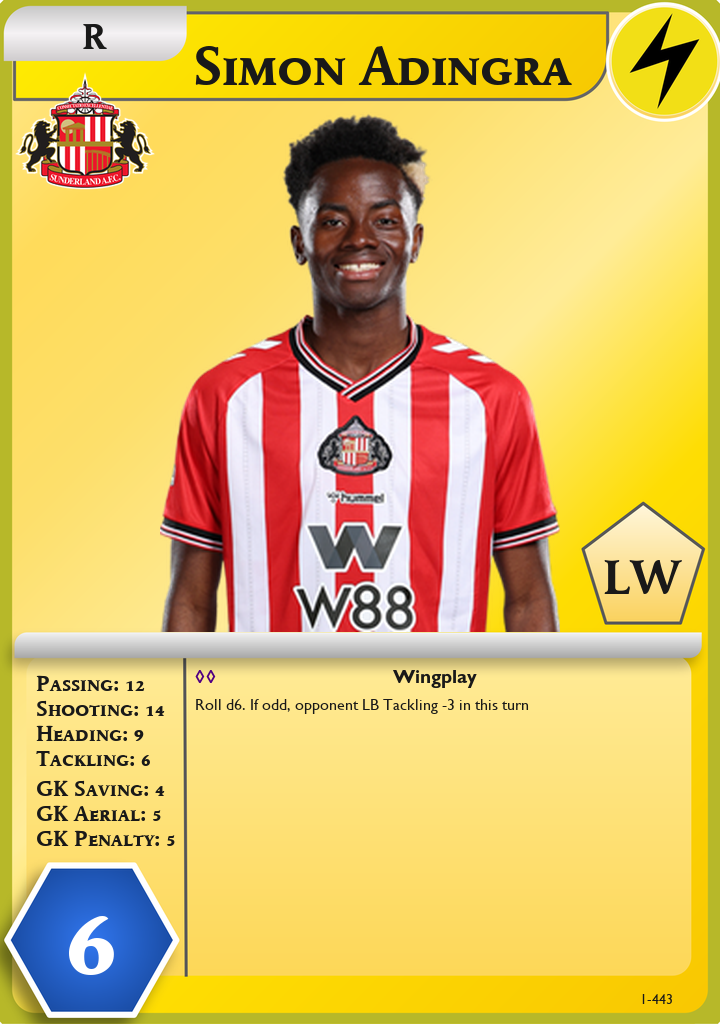 R
Simon Adingra
CONSECTATIO EXCELLENTIAE
SUNDERLAND A.F.C.
hummel
W
W88
LW
Passing: 12
Shooting: 14
Heading: 9
Tackling: 6
GK Saving: 4
GK Aerial: 5
GK Penalty: 5
6
◊◊ Wingplay
Roll d6. If odd, opponent LB Tackling -3 in this turn
1-443